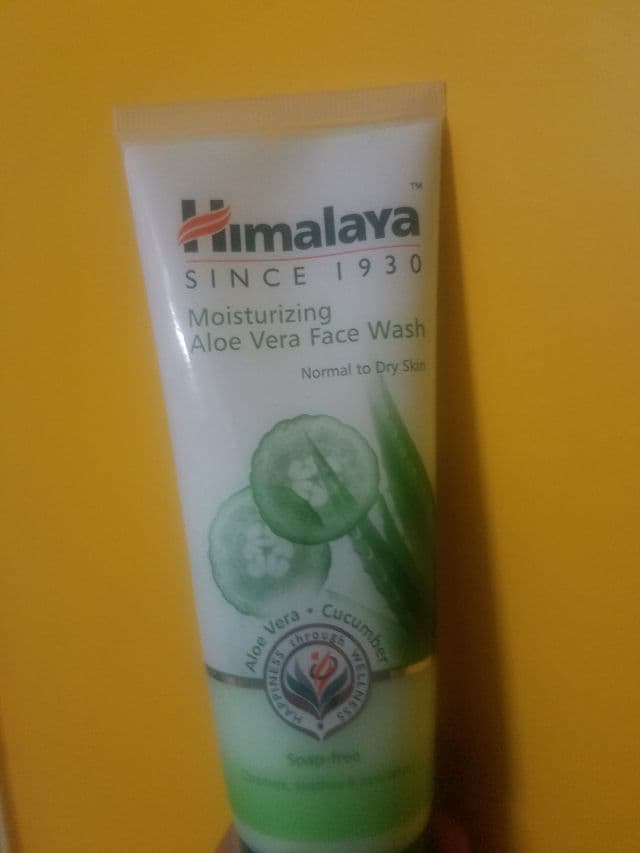 Himalaya™
SINCE 1930
Moisturizing
Aloe Vera Face Wash
Normal to Dry Skin
Aloe Vera • Cucumber
HAPPINESS through WELLNESS
Soap-free